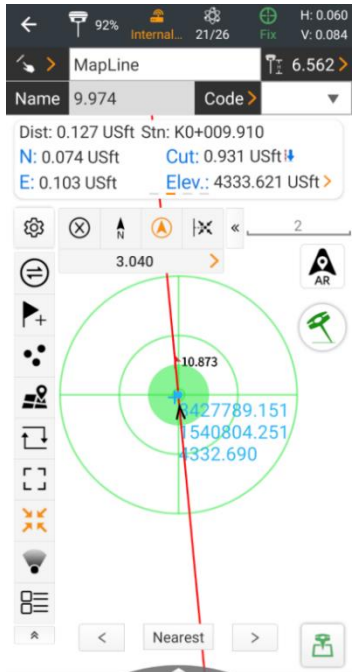 92%
Internal...
21/26
Fix
H: 0.060
V: 0.084
MapLine
6.562
Name 9.974 Code
Dist: 0.127 USft Stn: K0+009.910
N: 0.074 USft Cut: 0.931 USft
E: 0.103 USft Elev.: 4333.621 USft
N
2
3.040
AR
10.873
3427789.151
1540804.251
4332.690
Nearest